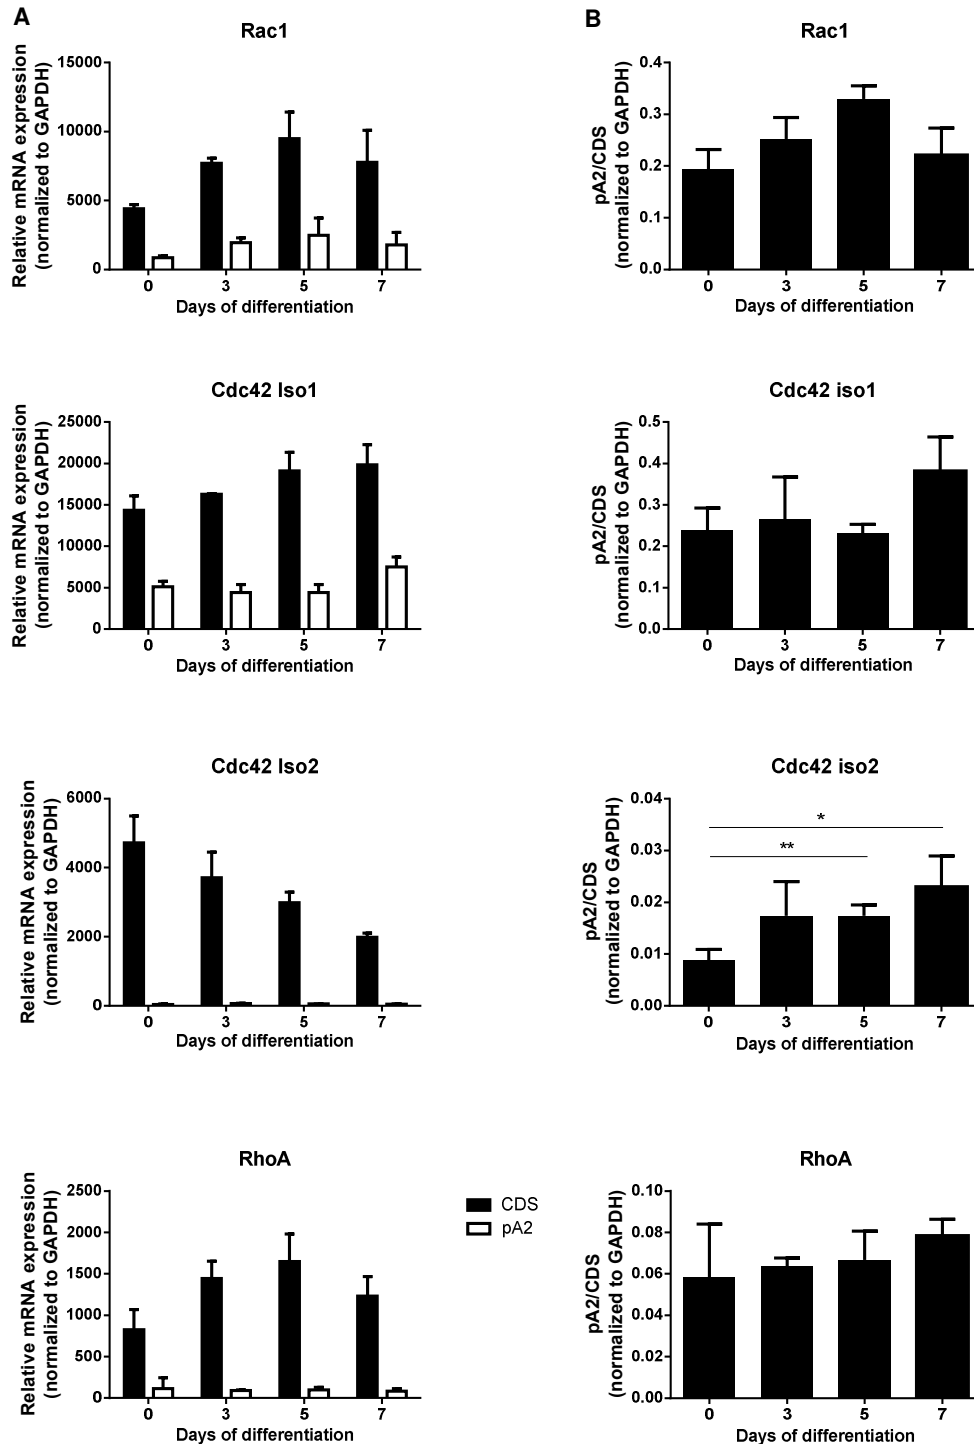 A
B
Rac1
Relative mRNA expression
(normalized to GAPDH)
15000
10000
5000
0
0 3 5 7
Days of differentiation
Rac1
pA2/CDS
(normalized to GAPDH)
0.4
0.3
0.2
0.1
0.0
0 3 5 7
Days of differentiation
Cdc42 Iso1
Relative mRNA expression
(normalized to GAPDH)
25000
20000
15000
10000
5000
0
0 3 5 7
Days of differentiation
Cdc42 iso1
pA2/CDS
(normalized to GAPDH)
0.5
0.4
0.3
0.2
0.1
0.0
0 3 5 7
Days of differentiation
Cdc42 Iso2
Relative mRNA expression
(normalized to GAPDH)
6000
4000
2000
0
0 3 5 7
Days of differentiation
Cdc42 iso2
pA2/CDS
(normalized to GAPDH)
0.04
0.03
0.02
0.01
0.00
*
**
0 3 5 7
Days of differentiation
RhoA
Relative mRNA expression
(normalized to GAPDH)
2500
2000
1500
1000
500
0
0 3 5 7
Days of differentiation
CDS
pA2
RhoA
pA2/CDS
(normalized to GAPDH)
0.10
0.08
0.06
0.04
0.02
0.00
0 3 5 7
Days of differentiation